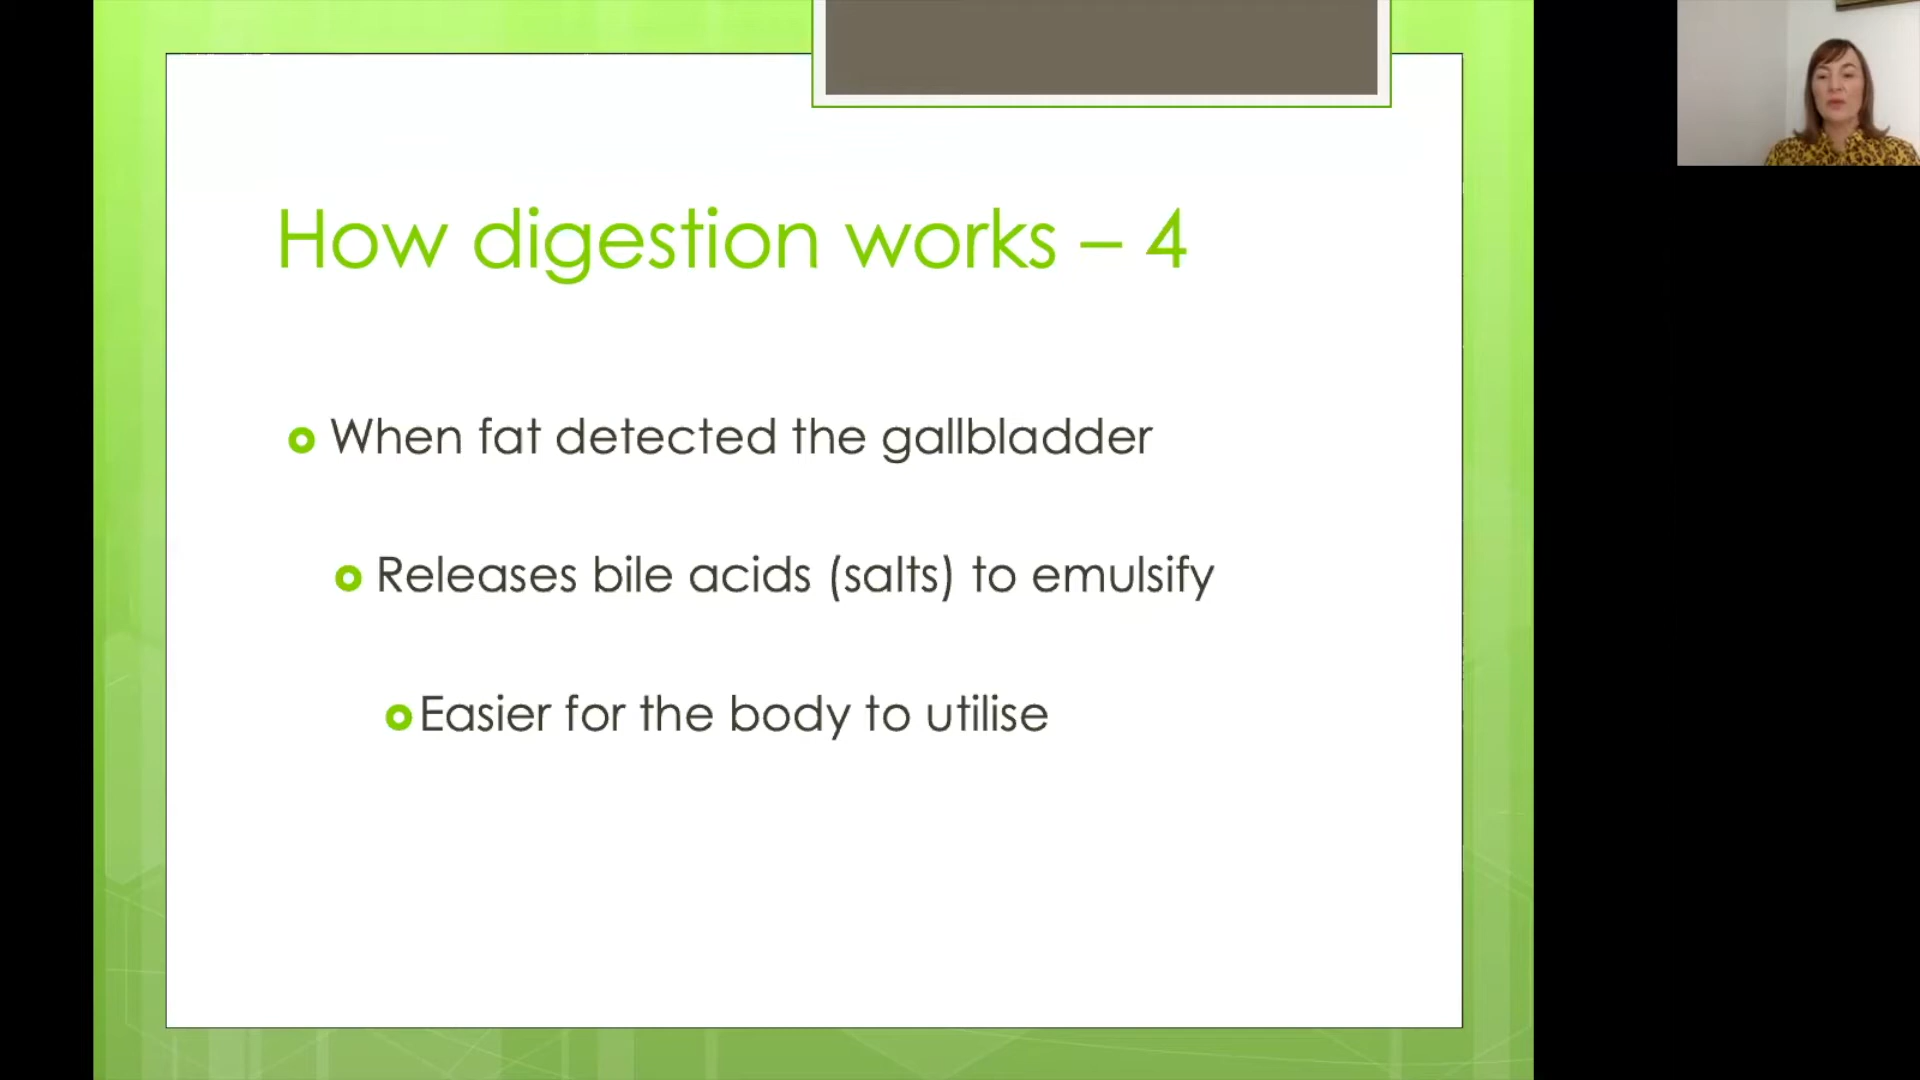 How digestion works – 4
When fat detected the gallbladder
Releases bile acids (salts) to emulsify
Easier for the body to utilise